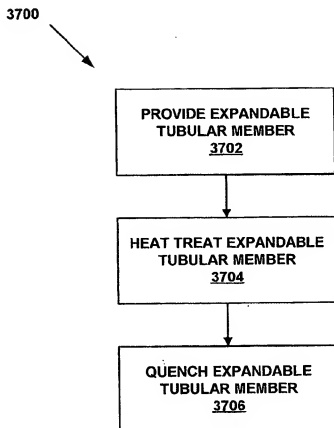 3700
PROVIDE EXPANDABLE
TUBULAR MEMBER
3702
HEAT TREAT EXPANDABLE
TUBULAR MEMBER
3704
QUENCH EXPANDABLE
TUBULAR MEMBER
3706